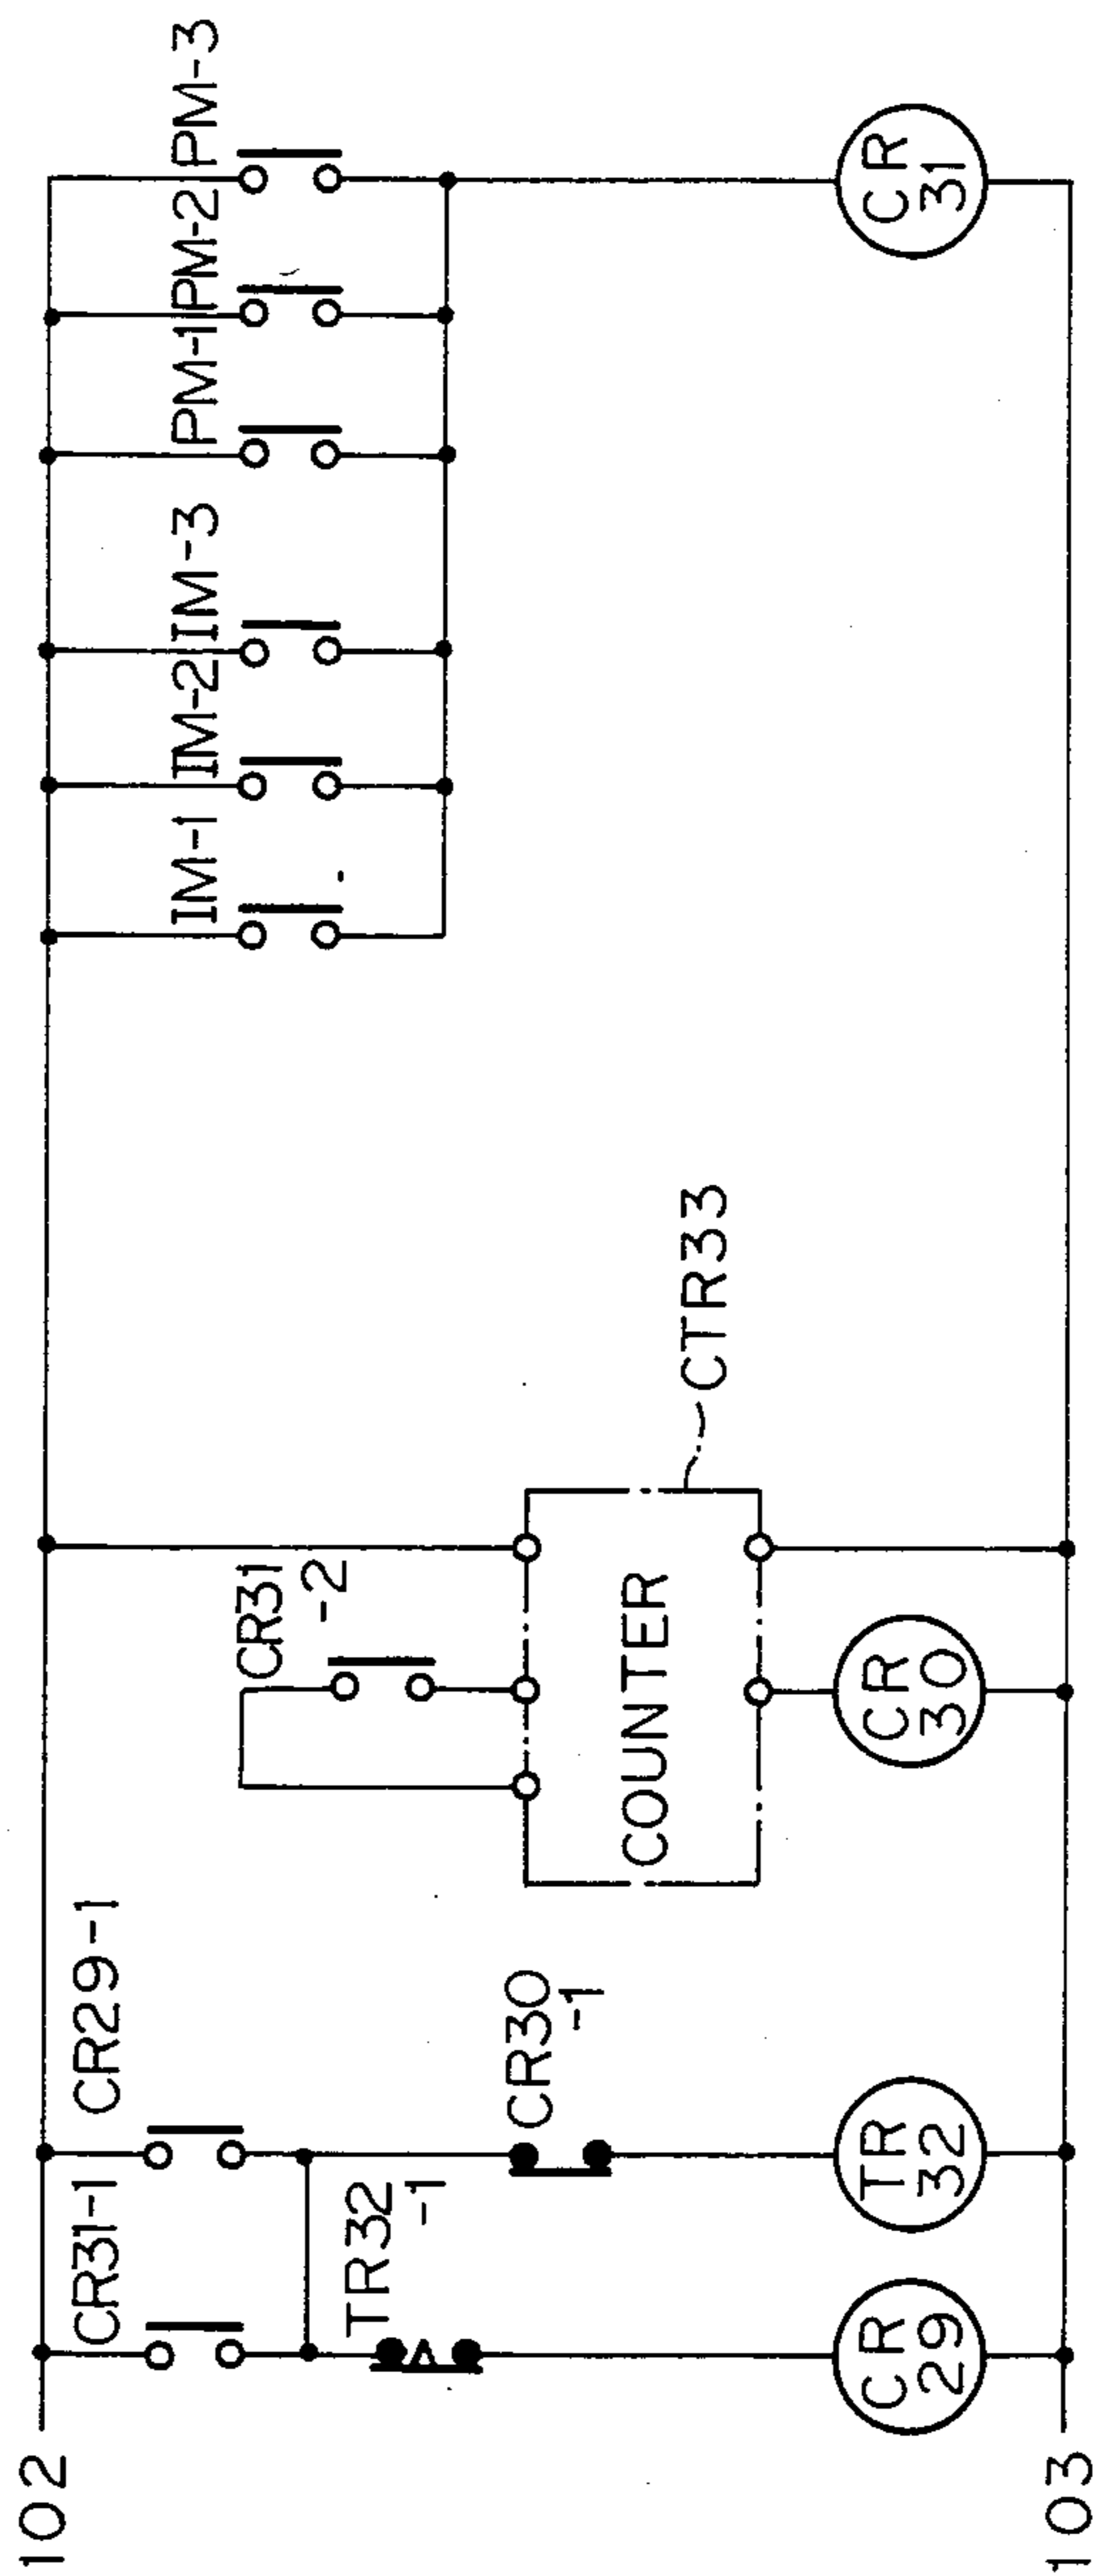 102
CR31-1
CR29-1
TR32
-1
CR30
-1
CR
29
TR
32
CR31
-2
COUNTER
CTR33
CR
30
IM-1
IM-2
IM-3
PM-1
PM-2
PM-3
CR
31
103